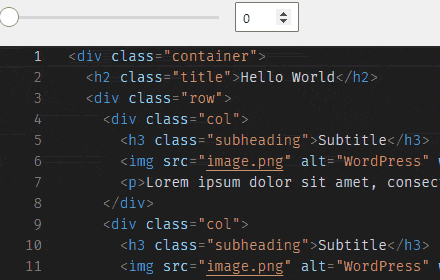 0
1 <div class="container">
2 <h2 class="title">Hello World</h2>
3 <div class="row">
4 <div class="col">
5 <h3 class="subheading">Subtitle</h3>
6 <img src="image.png" alt="WordPress"
7 <p>Lorem ipsum dolor sit amet, consec
8 </div>
9 <div class="col">
10 <h3 class="subheading">Subtitle</h3>
11 <img src="image.png" alt="WordPress"